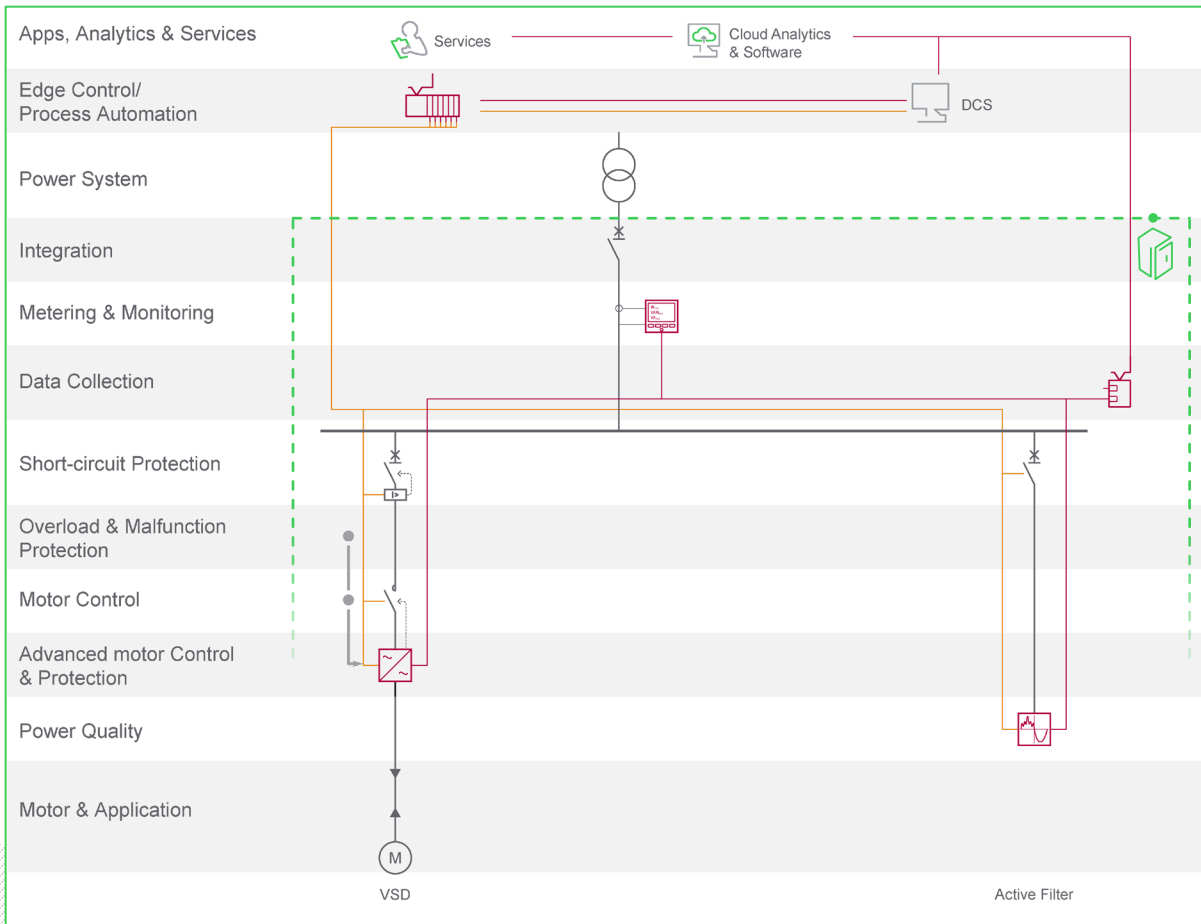 Apps, Analytics & Services
Services
Cloud Analytics
& Software
Edge Control/
Process Automation
DCS
Power System
Integration
Metering & Monitoring
Data Collection
Short-circuit Protection
I>
Overload & Malfunction
Protection
Motor Control
Advanced motor Control
& Protection
Power Quality
Motor & Application
M
VSD
Active Filter